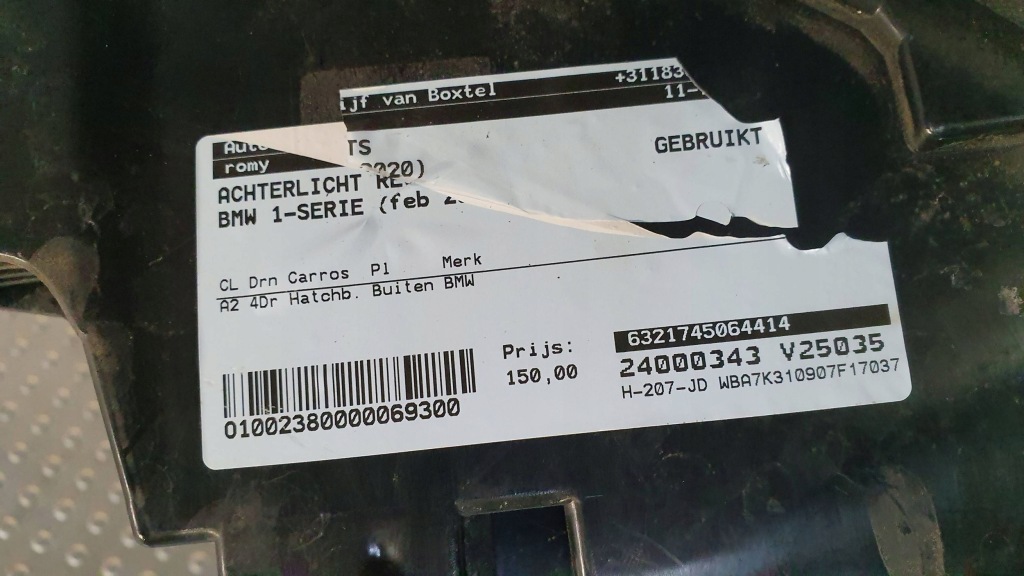 +31183
ijf van Boxtel
11-
Auto
TS
GEBRUIKT
romy
2020)
ACHTERLICHT RE
BMW 1-SERIE (feb 2
CL Drn Carros Pl Merk
A2 4Dr Hatchb. Buiten BMW
6321745064414
Prijs:
24000343 V25035
150,00
H-207-JD WBA7K310907F17037
01002380000069300